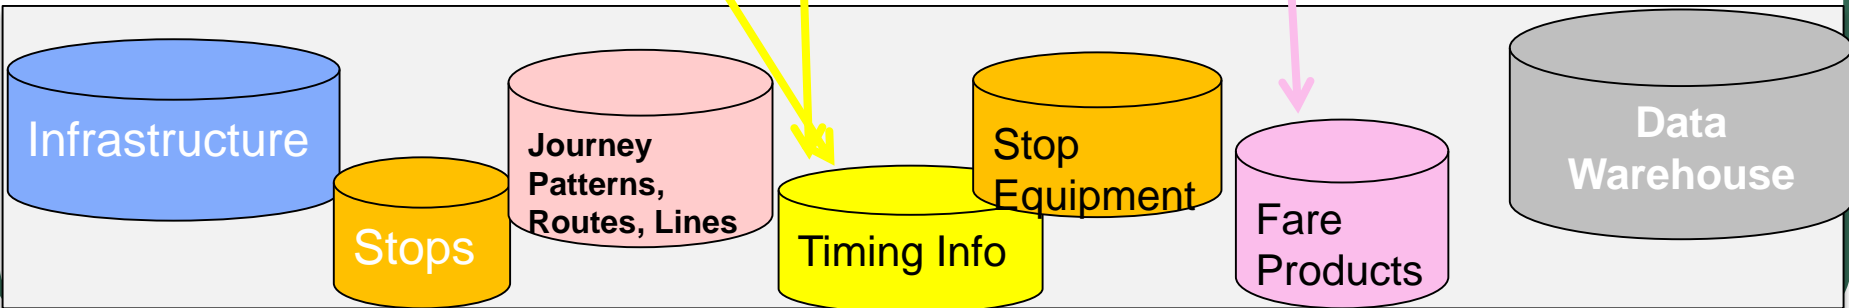 Infrastructure
Stops
Journey
Patterns,
Routes, Lines
Timing Info
Stop
Equipment
Fare
Products
Data
Warehouse